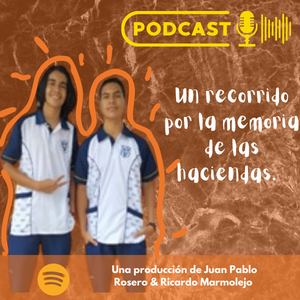 PODCAST
Un recorrido
por la memoria
de las
haciendas.
Una producción de Juan Pablo
Rosero & Ricardo Marmolejo